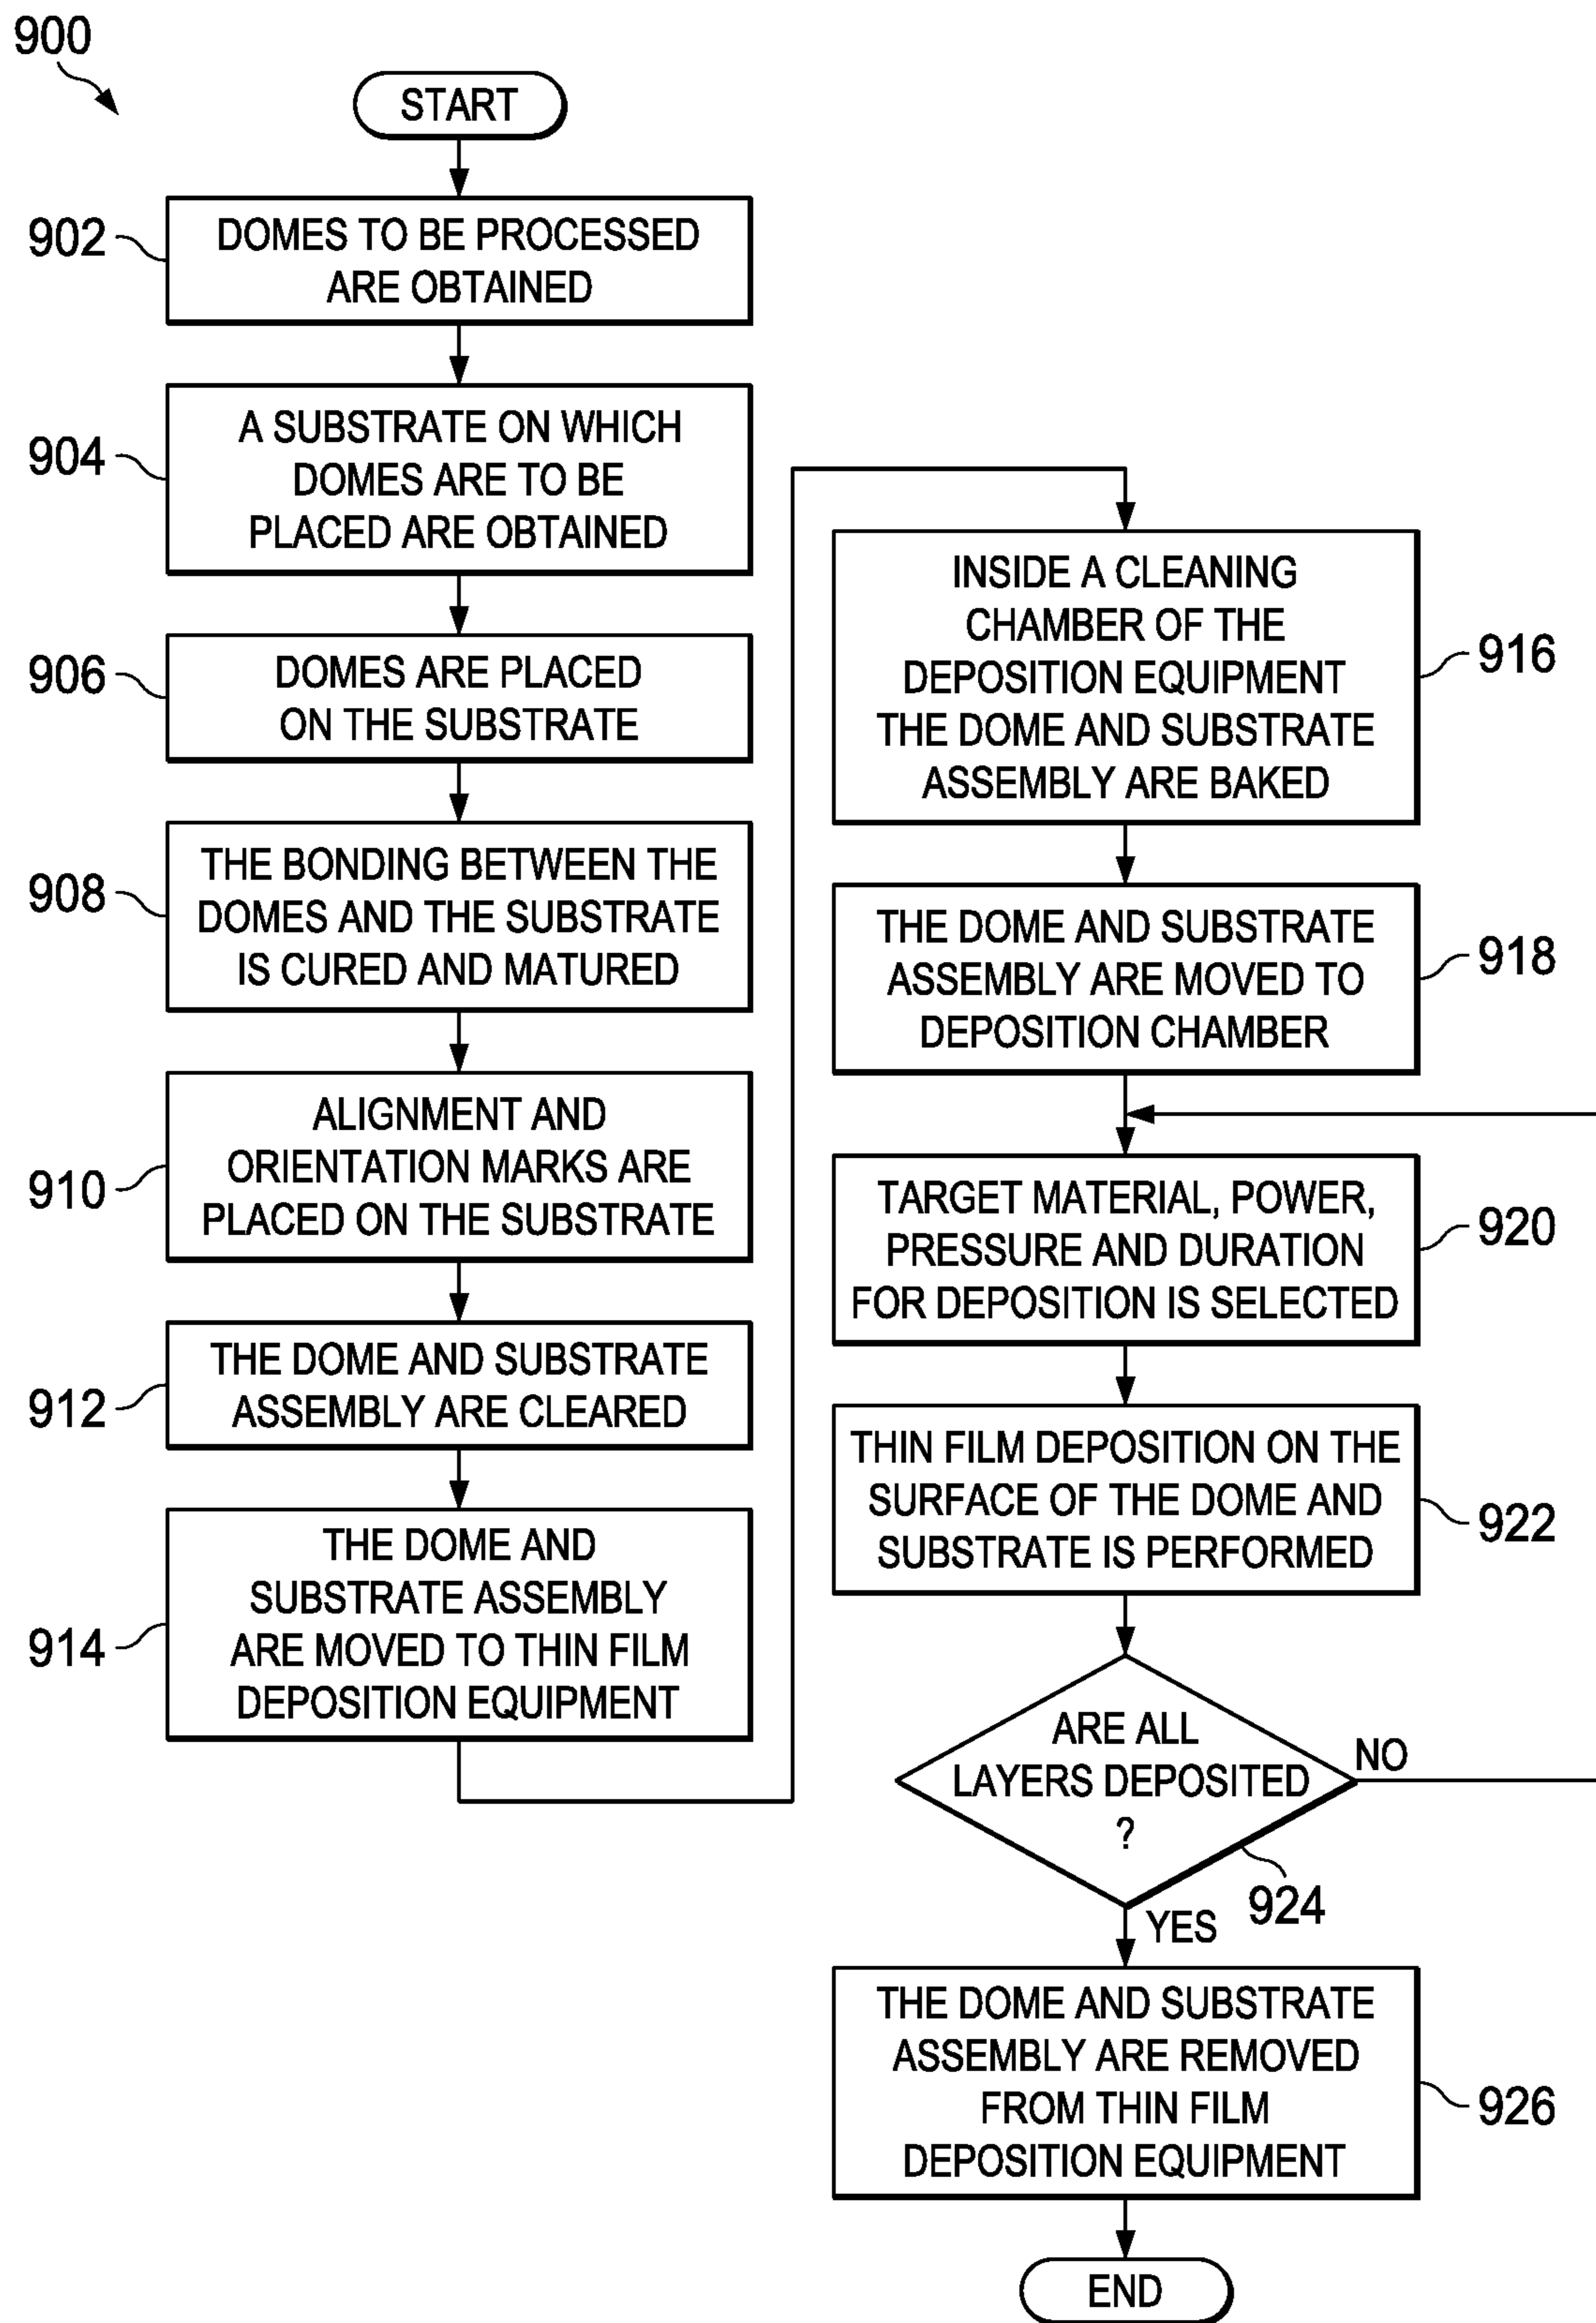 900
START
902
DOMES TO BE PROCESSED
ARE OBTAINED
904
A SUBSTRATE ON WHICH
DOMES ARE TO BE
PLACED ARE OBTAINED
906
DOMES ARE PLACED
ON THE SUBSTRATE
908
THE BONDING BETWEEN THE
DOMES AND THE SUBSTRATE
IS CURED AND MATURED
910
ALIGNMENT AND
ORIENTATION MARKS ARE
PLACED ON THE SUBSTRATE
912
THE DOME AND SUBSTRATE
ASSEMBLY ARE CLEARED
914
THE DOME AND
SUBSTRATE ASSEMBLY
ARE MOVED TO THIN FILM
DEPOSITION EQUIPMENT
INSIDE A CLEANING
CHAMBER OF THE
DEPOSITION EQUIPMENT
THE DOME AND SUBSTRATE
ASSEMBLY ARE BAKED
916
THE DOME AND SUBSTRATE
ASSEMBLY ARE MOVED TO
DEPOSITION CHAMBER
918
TARGET MATERIAL, POWER,
PRESSURE AND DURATION
FOR DEPOSITION IS SELECTED
920
THIN FILM DEPOSITION ON THE
SURFACE OF THE DOME AND
SUBSTRATE IS PERFORMED
922
ARE ALL
LAYERS DEPOSITED
?
NO
924
YES
THE DOME AND SUBSTRATE
ASSEMBLY ARE REMOVED
FROM THIN FILM
DEPOSITION EQUIPMENT
926
END